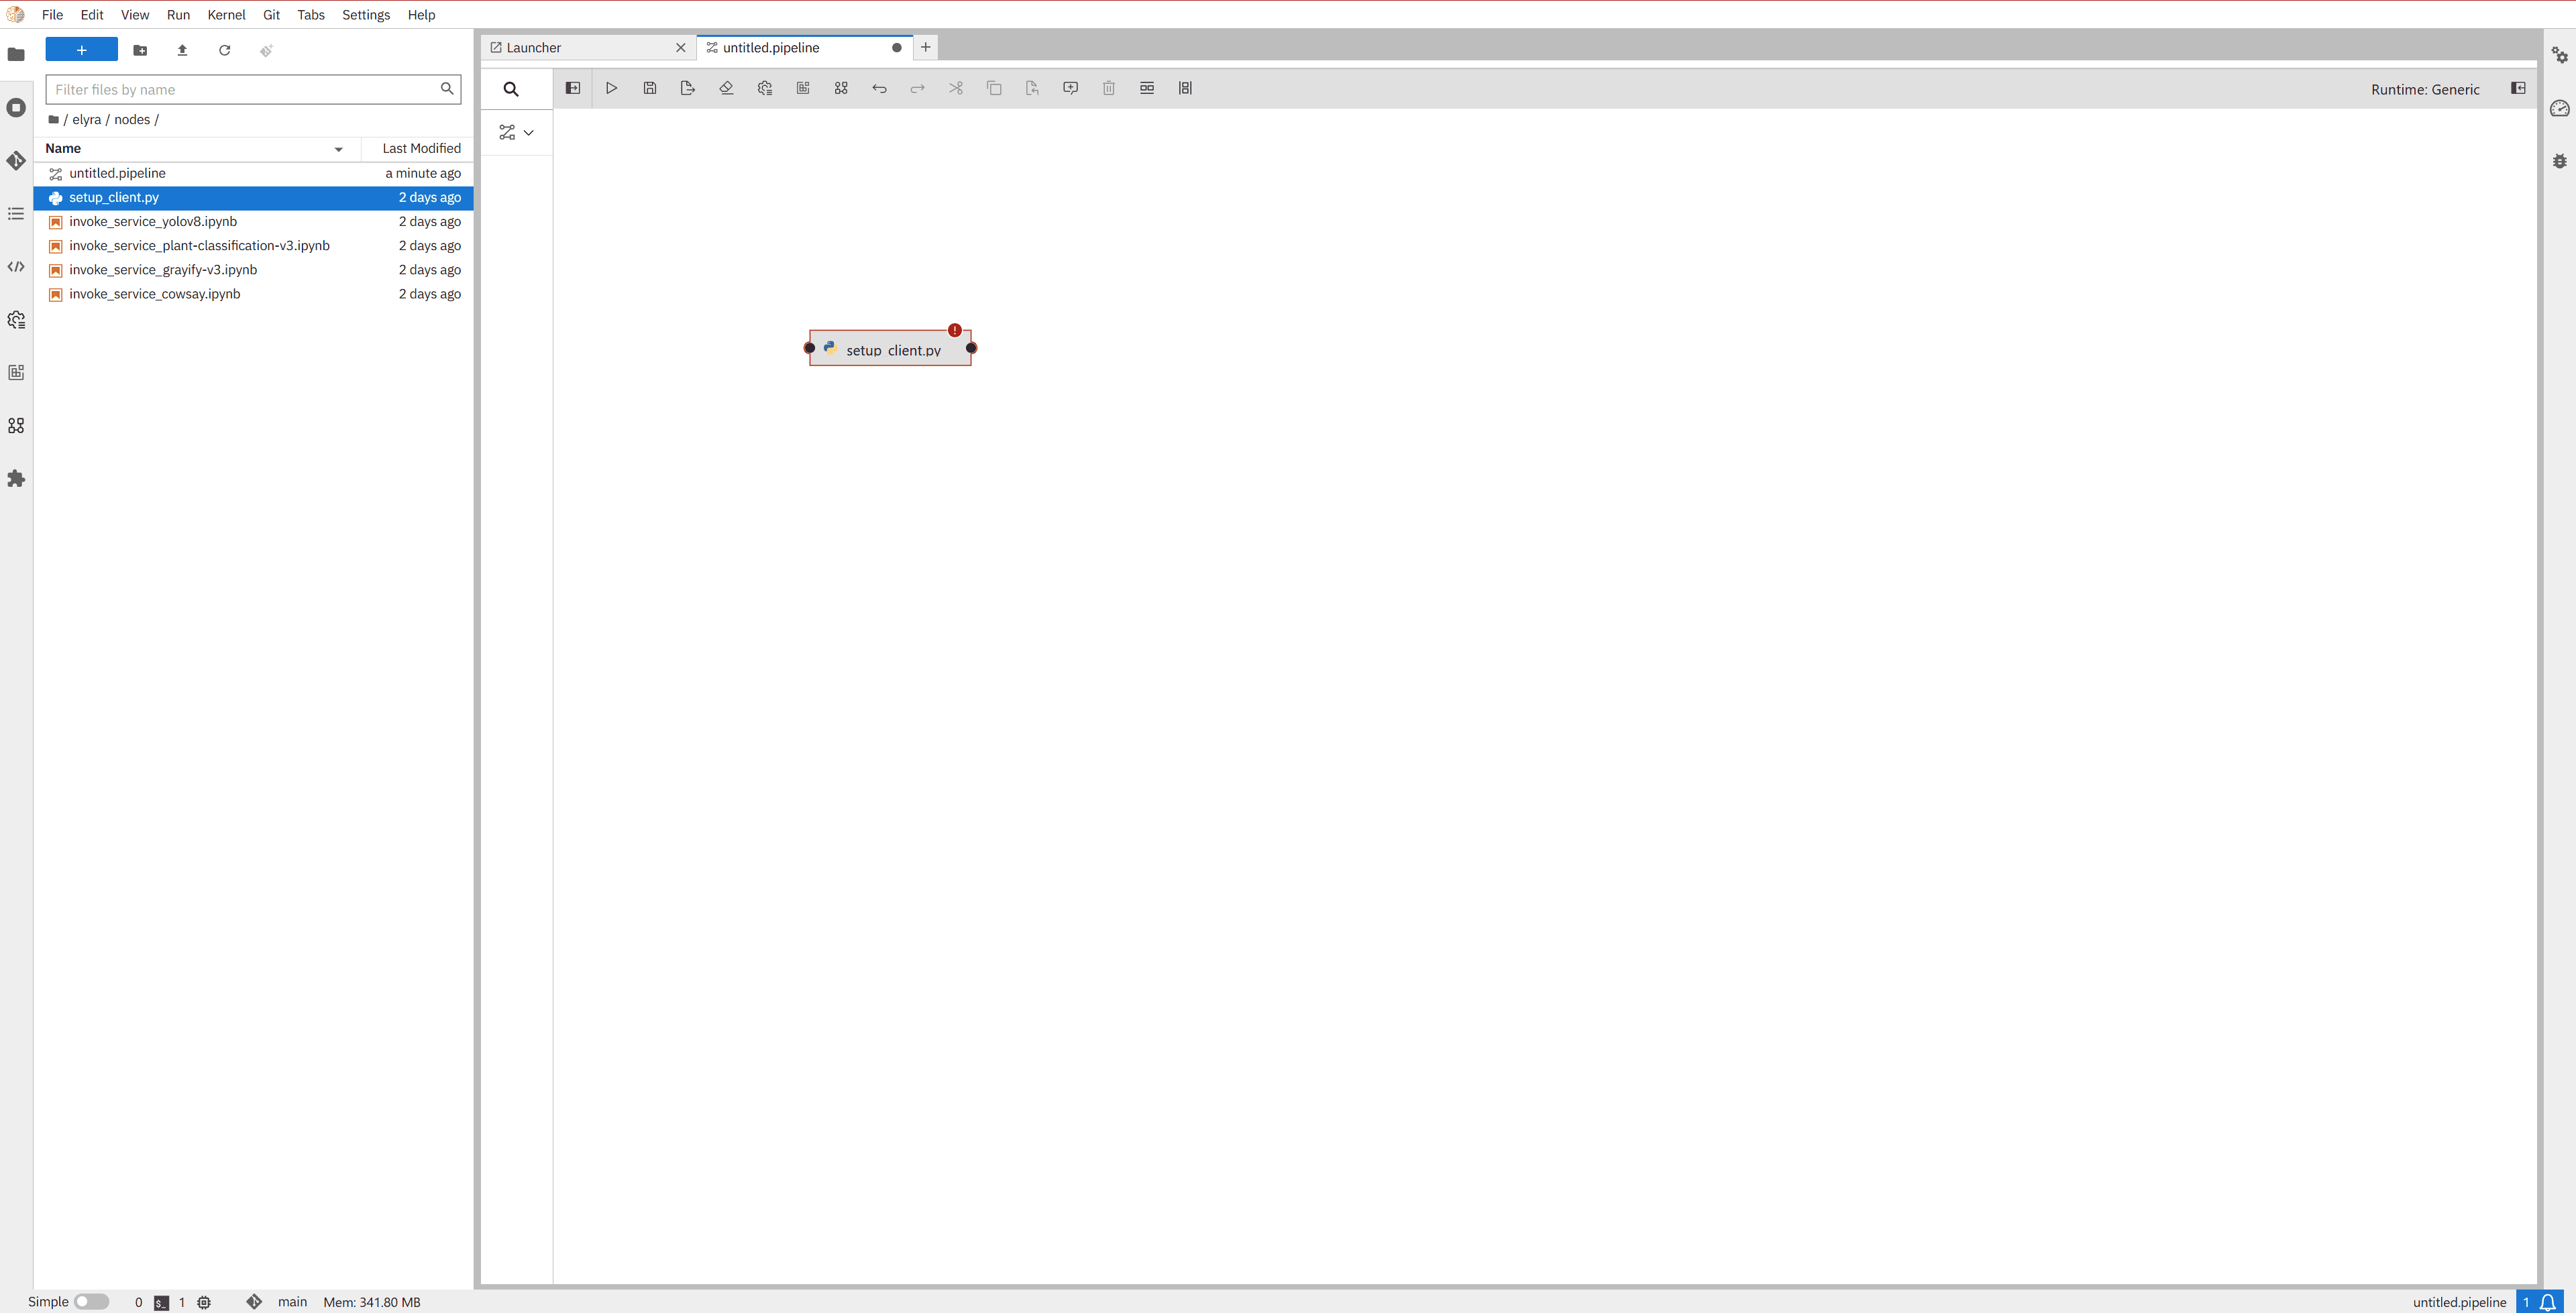 File Edit View Run Kernel Git Tabs Settings Help
Launcher untitled.pipeline
Filter files by name
/ elyra / nodes /
Runtime: Generic
Name Last Modified
untitled.pipeline a minute ago
setup_client.py 2 days ago
invoke_service_yolov8.ipynb 2 days ago
invoke_service_plant-classification-v3.ipynb 2 days ago
invoke_service_grayify-v3.ipynb 2 days ago
invoke_service_cowsay.ipynb 2 days ago
setup_client.py
Simple 0 $_ 1 main Mem: 341.80 MB untitled.pipeline 1